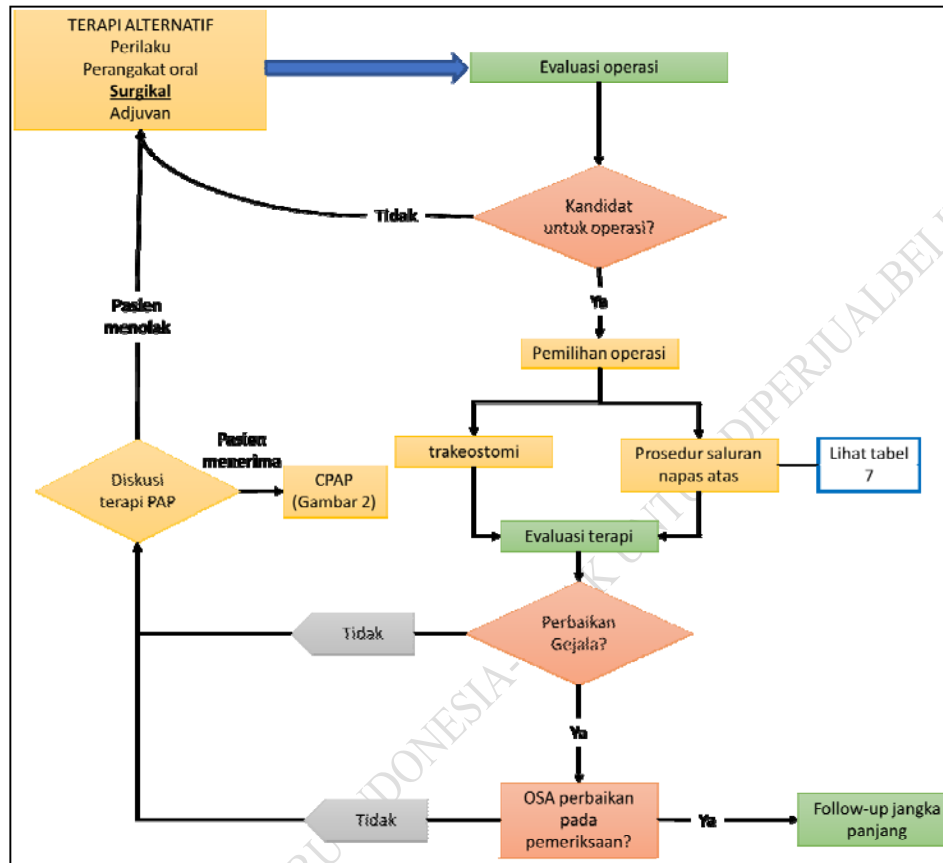 TERAPI ALTERNATIF
Perilaku
Perangakat oral
Surgikal
Adjuvan
Evaluasi operasi
Kandidat
untuk operasi?
Tidak
Ya
Pasien
menolak
Pemilihan operasi
trakeostomi
Prosedur saluran
napas atas
Lihat tabel
7
Diskusi
terapi PAP
Pasien
menerima
CPAP
(Gambar 2)
Evaluasi terapi
Perbaikan
Gejala?
Tidak
Ya
OSA perbaikan
pada
pemeriksaan?
Tidak
Ya
Follow-up jangka
panjang